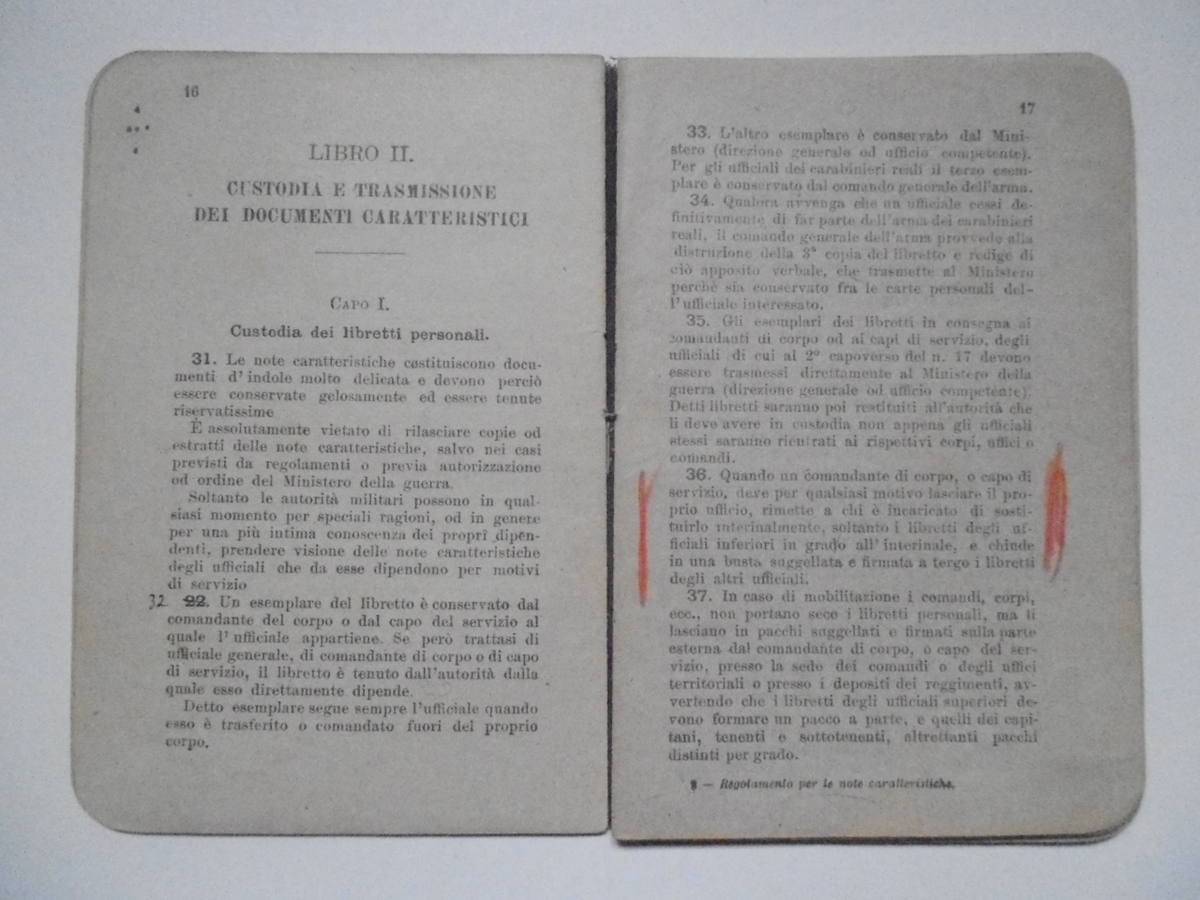 16
LIBRO II.
CUSTODIA E TRASMISSIONE
DEI DOCUMENTI CARATTERISTICI
CAPO I.
Custodia dei libretti personali.
31. Le note caratteristiche costituiscono docu-
menti d'indole molto delicata e devono perciò
essere conservate gelosamente ed essere tenute
riservatissime
È assolutamente vietato di rilasciare copie od
estratti delle note caratteristiche, salvo nei casi
previsti da regolamenti o previa autorizzazione
od ordine del Ministero della guerra.
Soltanto le autorità militari possono in qual-
siasi momento per speciali ragioni, od in genere
per una più intima conoscenza dei proprî dipen-
denti, prendere visione delle note caratteristiche
degli ufficiali che da esse dipendono per motivi
di servizio
32 22. Un esemplare del libretto è conservato dal
comandante del corpo o dal capo del servizio al
quale l'ufficiale appartiene. Se però trattasi di
ufficiale generale, di comandante di corpo o di capo
di servizio, il libretto è tenuto dall'autorità dalla
quale esso direttamente dipende.
Detto esemplare segue sempre l'ufficiale quando
esso è trasferito o comandato fuori del proprio
corpo.
17
33. L'altro esemplare è conservato dal Mini-
stero (direzione generale od ufficio competente).
Per gli ufficiali dei carabinieri reali il terzo esem-
plare è conservato dal comando generale dell'arma.
34. Qualora avvenga che un ufficiale cessi de-
finitivamente di far parte dell'arma dei carabinieri
reali, il comando generale dell'arma provvede alla
distruzione della 3ª copia del libretto e redige di
ciò apposito verbale, che trasmette al Ministero
perchè sia conservato fra le carte personali del-
l'ufficiale interessato.
35. Gli esemplari dei libretti in consegna ai
comandanti di corpo od ai capi di servizio, degli
ufficiali di cui al 2º capoverso del n. 17 devono
essere trasmessi direttamente al Ministero della
guerra (direzione generale od ufficio competente).
Detti libretti saranno poi restituiti all'autorità che
li deve avere in custodia non appena gli ufficiali
stessi saranno rientrati ai rispettivi corpi, uffici o
comandi.
36. Quando un comandante di corpo, o capo di
servizio, deve per qualsiasi motivo lasciare il pro-
prio ufficio, rimette a chi è incaricato di sosti-
tuirlo interinalmente, soltanto i libretti degli uf-
ficiali inferiori in grado all'interinale, e chiude
in una busta suggellata e firmata a tergo i libretti
degli altri ufficiali.
37. In caso di mobilitazione i comandi, corpi,
ecc., non portano seco i libretti personali, ma li
lasciano in pacchi suggellati e firmati sulla parte
esterna dal comandante di corpo, o capo del ser-
vizio, presso la sede dei comandi o degli uffici
territoriali o presso i depositi dei reggimenti, av-
vertendo che i libretti degli ufficiali superiori de-
vono formare un pacco a parte, e quelli dei capi-
tani, tenenti e sottotenenti, altrettanti pacchi
distinti per grado.
— Regolamento per le note caratteristiche.